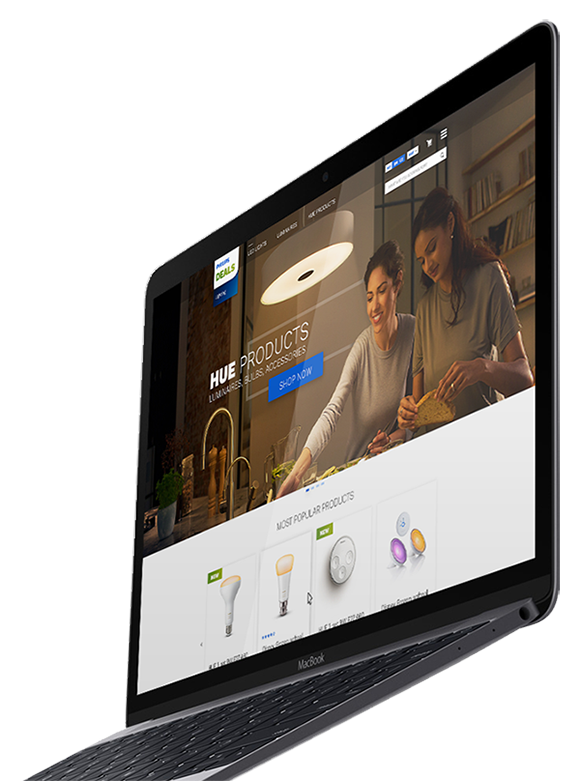 LED LIGHTS
LUMINAIRES
HUE PRODUCTS
PHILIPS
DEALS
HUE PRODUCTS
LUMINAIRES, BULBS, ACCESSORIES
SHOP NOW
MOST POPULAR PRODUCTS
NEW!
NEW!
MacBook